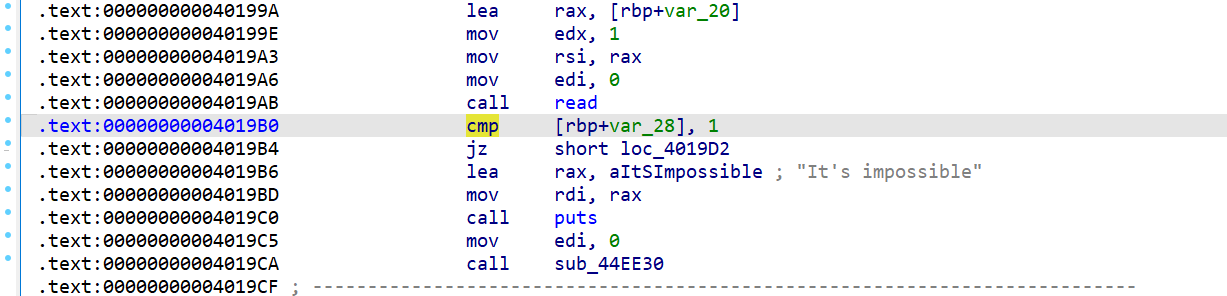 .text:000000000040199A lea rax, [rbp+var_20]
.text:000000000040199E mov edx, 1
.text:00000000004019A3 mov rsi, rax
.text:00000000004019A6 mov edi, 0
.text:00000000004019AB call read
.text:00000000004019B0 cmp [rbp+var_28], 1
.text:00000000004019B4 jz short loc_4019D2
.text:00000000004019B6 lea rax, aItSImpossible ; "It's impossible"
.text:00000000004019BD mov rdi, rax
.text:00000000004019C0 call puts
.text:00000000004019C5 mov edi, 0
.text:00000000004019CA call sub_44EE30
.text:00000000004019CF ; ---------------------------------------------------------------------------